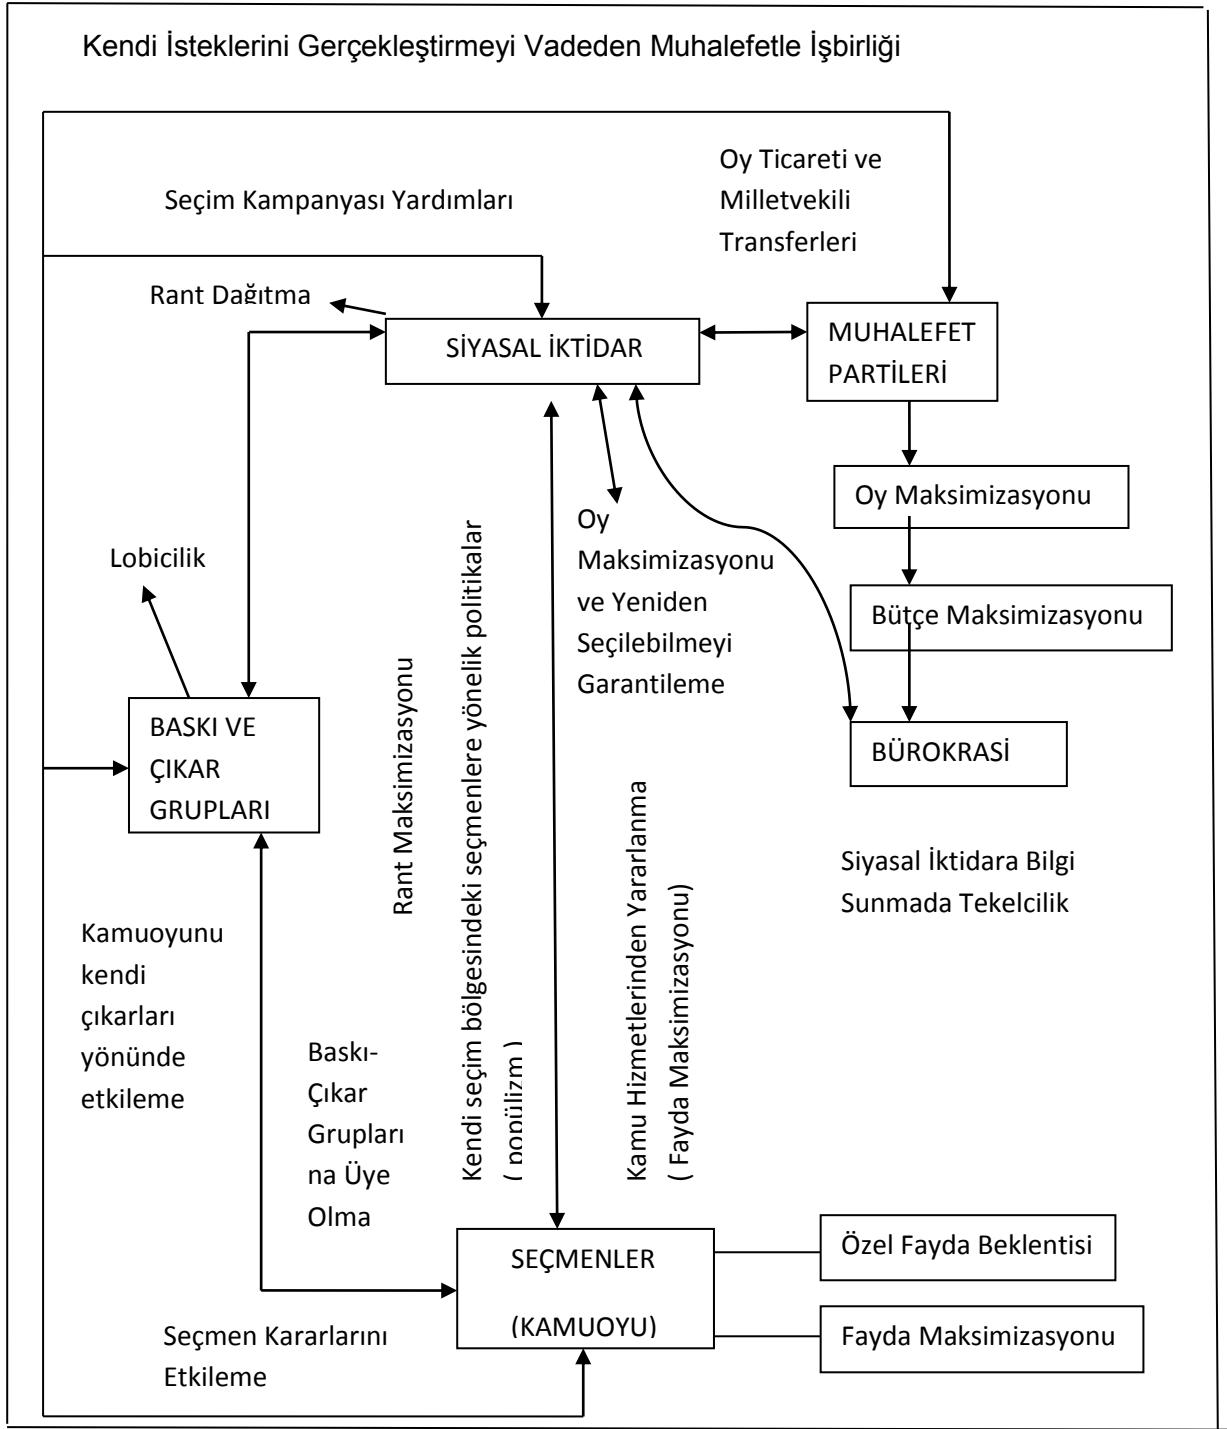 Kendi İsteklerini Gerçekleştirmeyi Vadeden Muhalefetle İşbirliği
Oy Ticareti ve
Milletvekili
Transferleri
Seçim Kampanyası Yardımları
Rant Dağıtma
SİYASAL İKTİDAR
MUHALEFET
PARTİLERİ
Oy Maksimizasyonu
Bütçe Maksimizasyonu
BÜROKRASİ
Oy
Maksimizasyonu
ve Yeniden
Seçilebilmeyi
Garantileme
Lobicilik
BASKI VE
ÇIKAR
GRUPLARI
Rant Maksimizasyonu
Kendi seçim bölgesindeki seçmenlere yönelik politikalar
( popülizm )
Kamu Hizmetlerinden Yararlanma
( Fayda Maksimizasyonu)
Siyasal İktidara Bilgi
Sunmada Tekelcilik
Kamuoyunu
kendi
çıkarları
yönünde
etkileme
Baskı-
Çıkar
Grupları
na Üye
Olma
SEÇMENLER
(KAMUOYU)
Özel Fayda Beklentisi
Fayda Maksimizasyonu
Seçmen Kararlarını
Etkileme